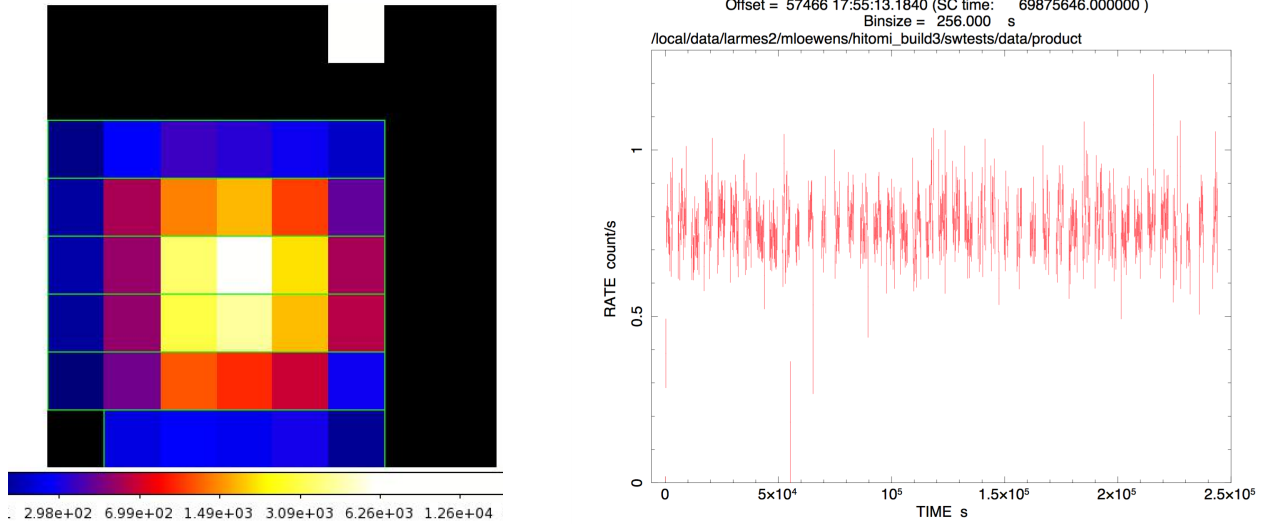 Offset = 57466 17:55:13.1840 (SC time: 69875646.000000 )
Binsize = 256.000 s
/local/data/larmes2/mloewens/hitomi_build3/swtests/data/product
1
0.5
0
RATE count/s
0 5×10⁴ 10⁵ 1.5×10⁵ 2×10⁵ 2.5×10⁵
TIME s
2.98e+02 6.99e+02 1.49e+03 3.09e+03 6.26e+03 1.26e+04